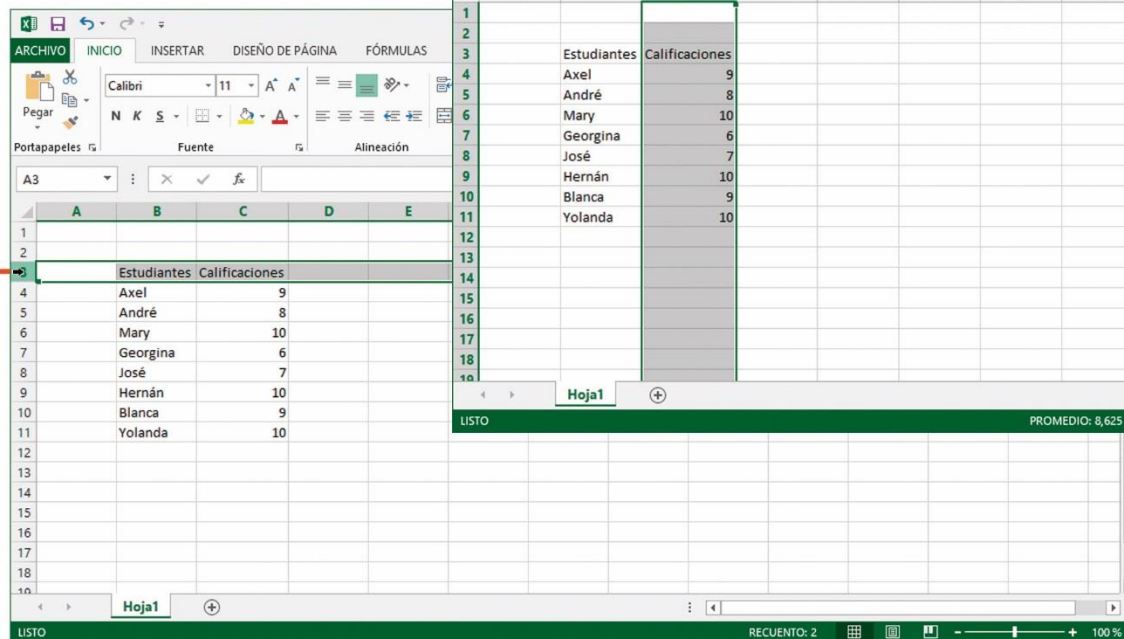 ARCHIVO INICIO INSERTAR DISEÑO DE PÁGINA FÓRMULAS
Calibri 11 A A
Pegar N K S A
Portapapeles Fuente Alineación
A3 fx
A B C D E
1
2
3 Estudiantes Calificaciones
4 Axel 9
5 André 8
6 Mary 10
7 Georgina 6
8 José 7
9 Hernán 10
10 Blanca 9
11 Yolanda 10
12
13
14
15
16
17
18
19
Hoja1
LISTO RECUENTO: 2 100 %
1
2
3 Estudiantes Calificaciones
4 Axel 9
5 André 8
6 Mary 10
7 Georgina 6
8 José 7
9 Hernán 10
10 Blanca 9
11 Yolanda 10
12
13
14
15
16
17
18
19
Hoja1
LISTO PROMEDIO: 8,625